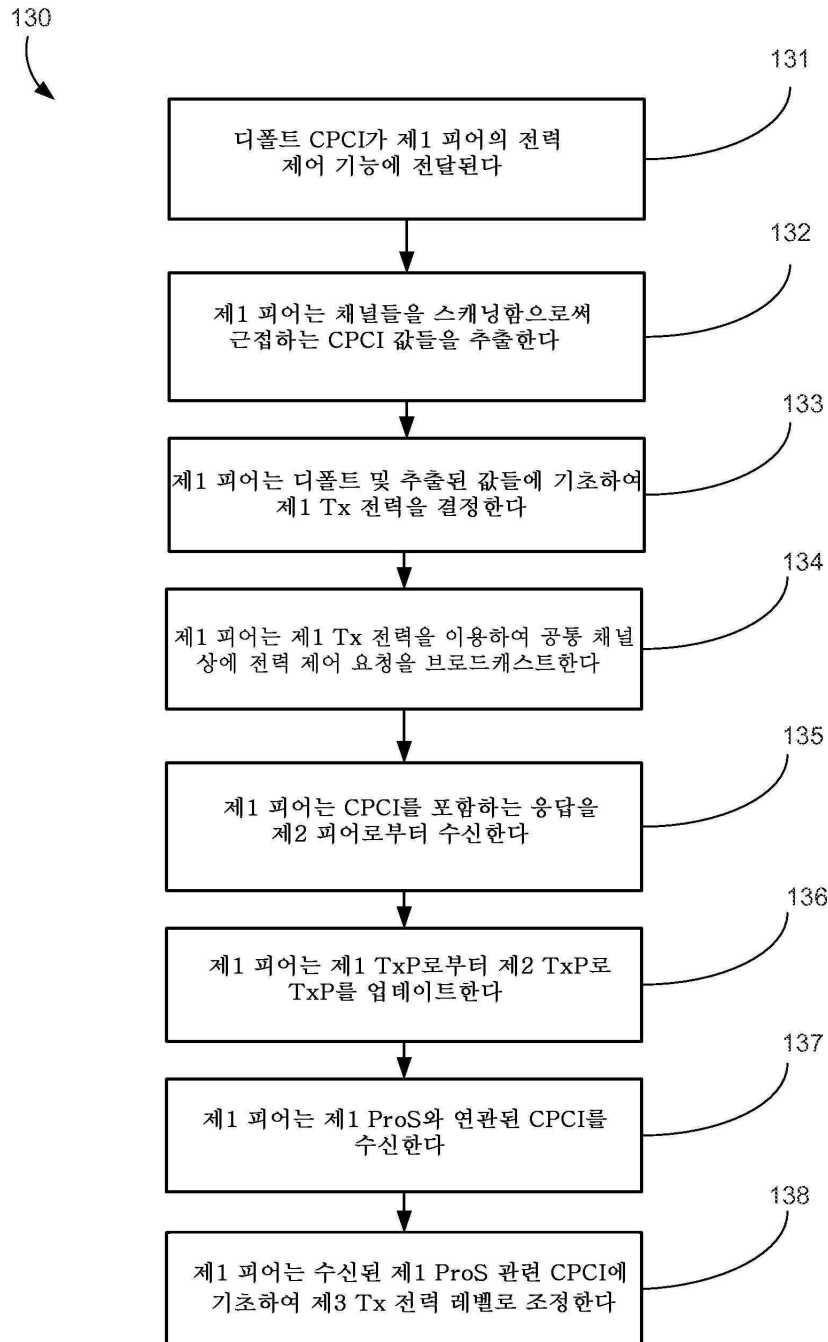 130
131
디폴트 CPCI가 제1 피어의 전력
제어 기능에 전달된다
132
제1 피어는 채널들을 스캐닝함으로써
근접하는 CPCI 값들을 추출한다
133
제1 피어는 디폴트 및 추출된 값들에 기초하여
제1 Tx 전력을 결정한다
134
제1 피어는 제1 Tx 전력을 이용하여 공통 채널
상에 전력 제어 요청을 브로드캐스트한다
135
제1 피어는 CPCI를 포함하는 응답을
제2 피어로부터 수신한다
136
제1 피어는 제1 TxP로부터 제2 TxP로
TxP를 업데이트한다
137
제1 피어는 제1 ProS와 연관된 CPCI를
수신한다
138
제1 피어는 수신된 제1 ProS 관련 CPCI에
기초하여 제3 Tx 전력 레벨로 조정한다